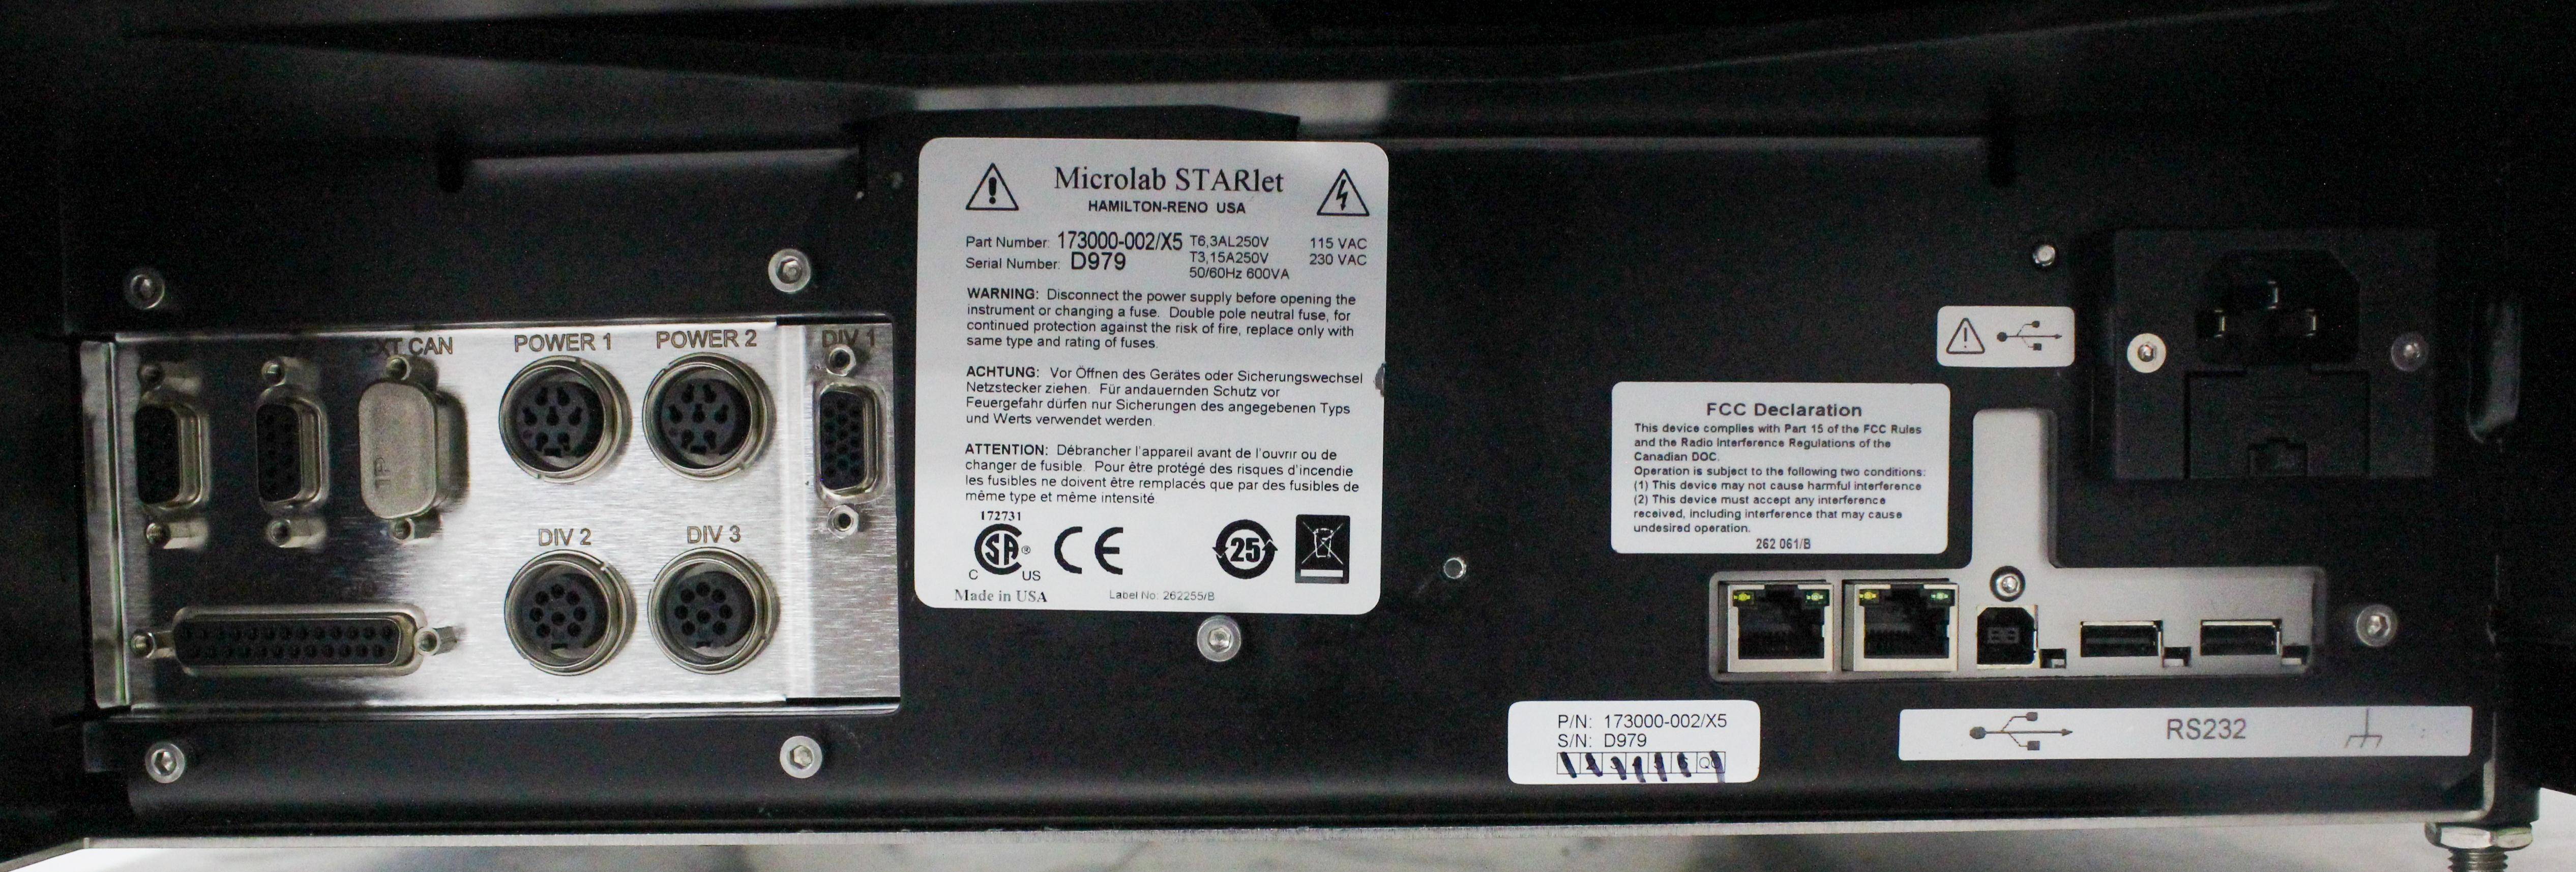 EXT CAN
POWER 1
POWER 2
DIV 1
DIV 2
DIV 3
Microlab STARlet
HAMILTON-RENO USA
Part Number: 173000-002/X5 T6,3AL250V 115 VAC
Serial Number: D979 T3,15A250V 230 VAC
50/60Hz 600VA
WARNING: Disconnect the power supply before opening the
instrument or changing a fuse. Double pole neutral fuse, for
continued protection against the risk of fire, replace only with
same type and rating of fuses.
ACHTUNG: Vor Öffnen des Gerätes oder Sicherungswechsel
Netzstecker ziehen. Für andauernden Schutz vor
Feuergefahr dürfen nur Sicherungen des angegebenen Typs
und Werts verwendet werden.
ATTENTION: Débrancher l'appareil avant de l'ouvrir ou de
changer de fusible. Pour être protégé des risques d'incendie
les fusibles ne doivent être remplacés que par des fusibles de
même type et même intensité
172731
C SA® US CE 25
Made in USA Label No: 262255/B
FCC Declaration
This device complies with Part 15 of the FCC Rules
and the Radio Interference Regulations of the
Canadian DOC.
Operation is subject to the following two conditions:
(1) This device may not cause harmful interference
(2) This device must accept any interference
received, including interference that may cause
undesired operation.
262 061/B
P/N: 173000-002/X5
S/N: D979
RS232